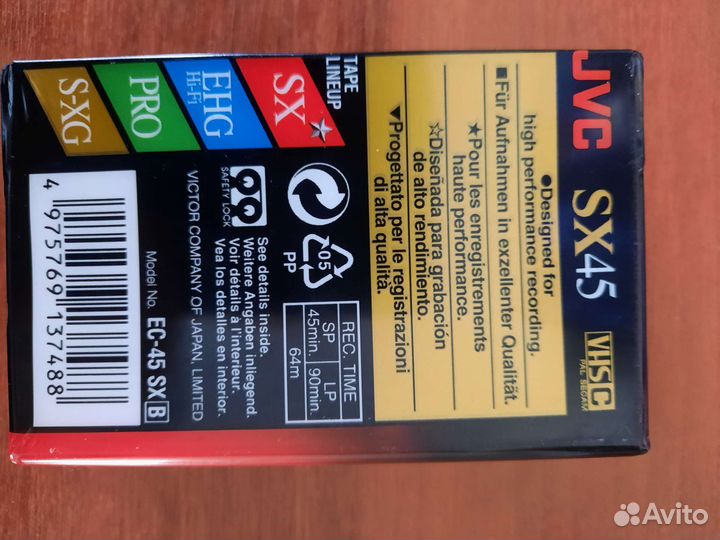 JVC
SX45
VHSC
PAL SECAM
●Designed for
high performance recording.
■Für Aufnahmen in exzellenter Qualität.
★Pour les enregistrements
haute performance.
☆Diseñada para grabación
de alto rendimiento.
▼Progettato per le registrazioni
di alta qualità.
TAPE
LINEUP
SX
EHG
Hi-Fi
PRO
S-XG
05
PP
REC. TIME
SP LP
45min. 90min.
64m
SAFETY LOCK
See details inside.
Weitere Angaben inliegend.
Voir détails à l'interieur.
Vea los detalles en interior.
VICTOR COMPANY OF JAPAN, LIMITED
Model No. EC-45 SX B
4 975769 137488
Avito